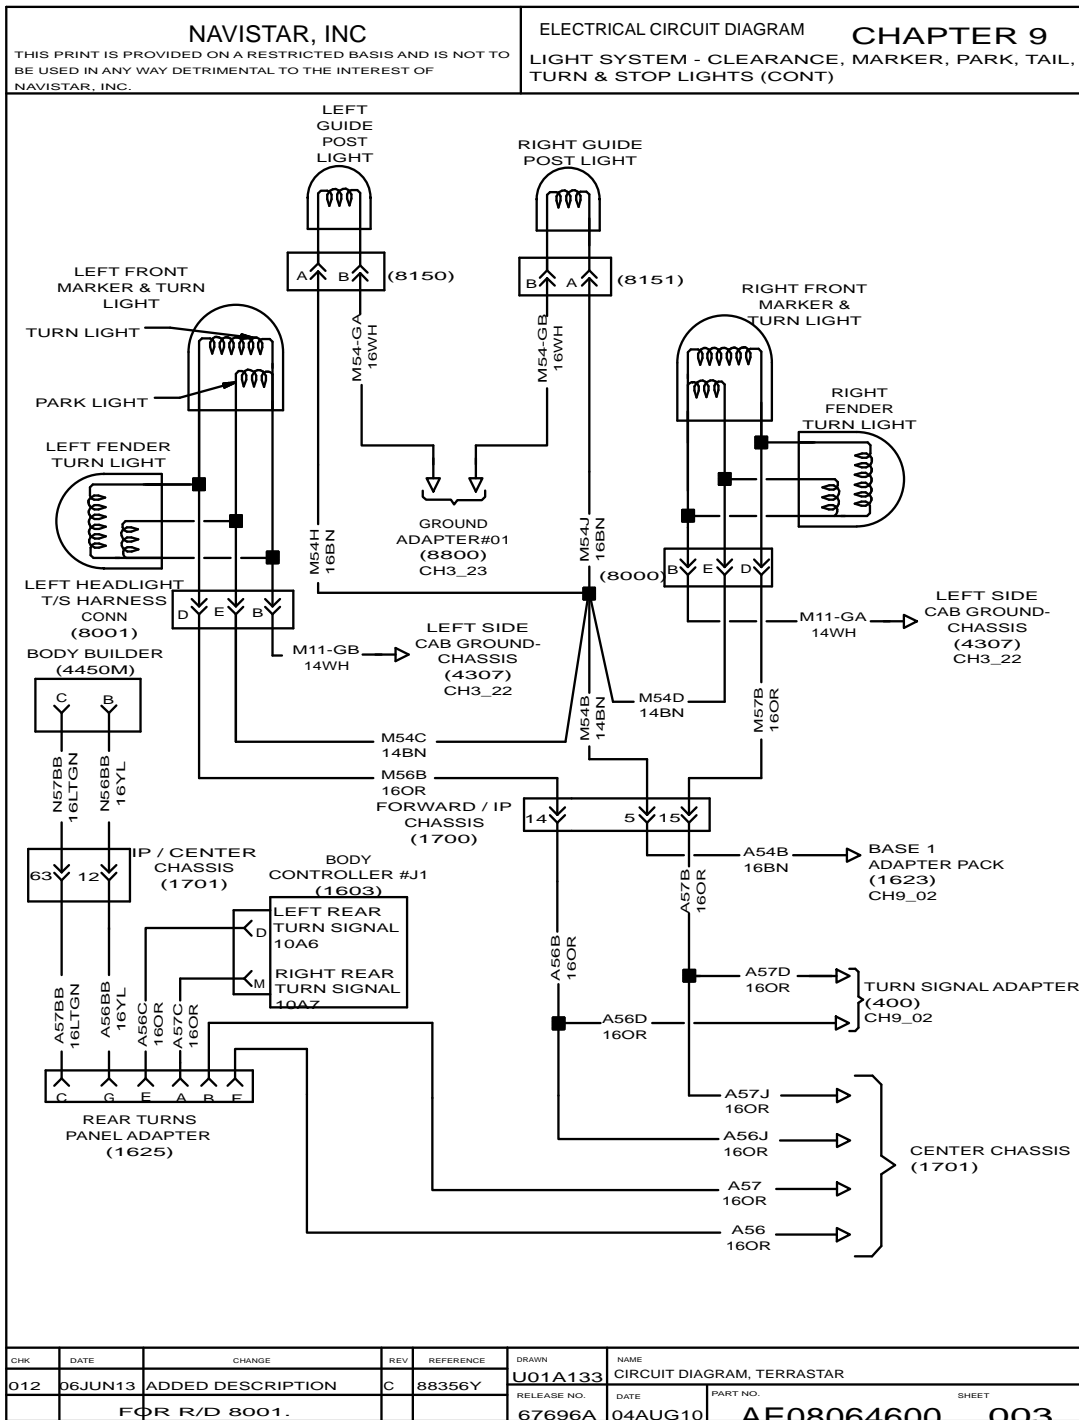 NAVISTAR, INC
THIS PRINT IS PROVIDED ON A RESTRICTED BASIS AND IS NOT TO
BE USED IN ANY WAY DETRIMENTAL TO THE INTEREST OF
NAVISTAR, INC.
ELECTRICAL CIRCUIT DIAGRAM
CHAPTER 9
LIGHT SYSTEM - CLEARANCE, MARKER, PARK, TAIL,
TURN & STOP LIGHTS (CONT)
LEFT
GUIDE
POST
LIGHT
RIGHT GUIDE
POST LIGHT
A
B
(8150)
B
A
(8151)
LEFT FRONT
MARKER & TURN
LIGHT
TURN LIGHT
PARK LIGHT
RIGHT FRONT
MARKER &
TURN LIGHT
RIGHT
FENDER
TURN LIGHT
LEFT FENDER
TURN LIGHT
M54-GA
16WH
M54-GB
16WH
M54H
16BN
M54J
16BN
GROUND
ADAPTER#01
(8800)
CH3_23
(8000)
B
E
D
LEFT HEADLIGHT
T/S HARNESS
CONN
(8001)
D
E
B
M11-GB
14WH
LEFT SIDE
CAB GROUND-
CHASSIS
(4307)
CH3_22
M11-GA
14WH
LEFT SIDE
CAB GROUND-
CHASSIS
(4307)
CH3_22
BODY BUILDER
(4450M)
C
B
M54B
14BN
M54D
14BN
M57B
16OR
M54C
14BN
M56B
16OR
N57BB
16LTGN
N56BB
16YL
FORWARD / IP
CHASSIS
(1700)
14
5
15
IP / CENTER
CHASSIS
(1701)
63
12
A54B
16BN
BASE 1
ADAPTER PACK
(1623)
CH9_02
BODY
CONTROLLER #J1
(1603)
LEFT REAR
TURN SIGNAL
10A6
D
RIGHT REAR
TURN SIGNAL
10A7
M
A57B
16OR
A56B
16OR
A57D
16OR
A56D
16OR
TURN SIGNAL ADAPTER
(400)
CH9_02
A57BB
16LTGN
A56BB
16YL
A56C
16OR
A57C
16OR
C
G
E
A
B
F
REAR TURNS
PANEL ADAPTER
(1625)
A57J
16OR
A56J
16OR
A57
16OR
A56
16OR
CENTER CHASSIS
(1701)
CHK DATE CHANGE REV REFERENCE
012 06JUN13 ADDED DESCRIPTION C 88356Y
FOR R/D 8001.
DRAWN
U01A133
NAME
CIRCUIT DIAGRAM, TERRASTAR
RELEASE NO.
67696A
DATE
04AUG10
PART NO.
AE08064600
SHEET
003